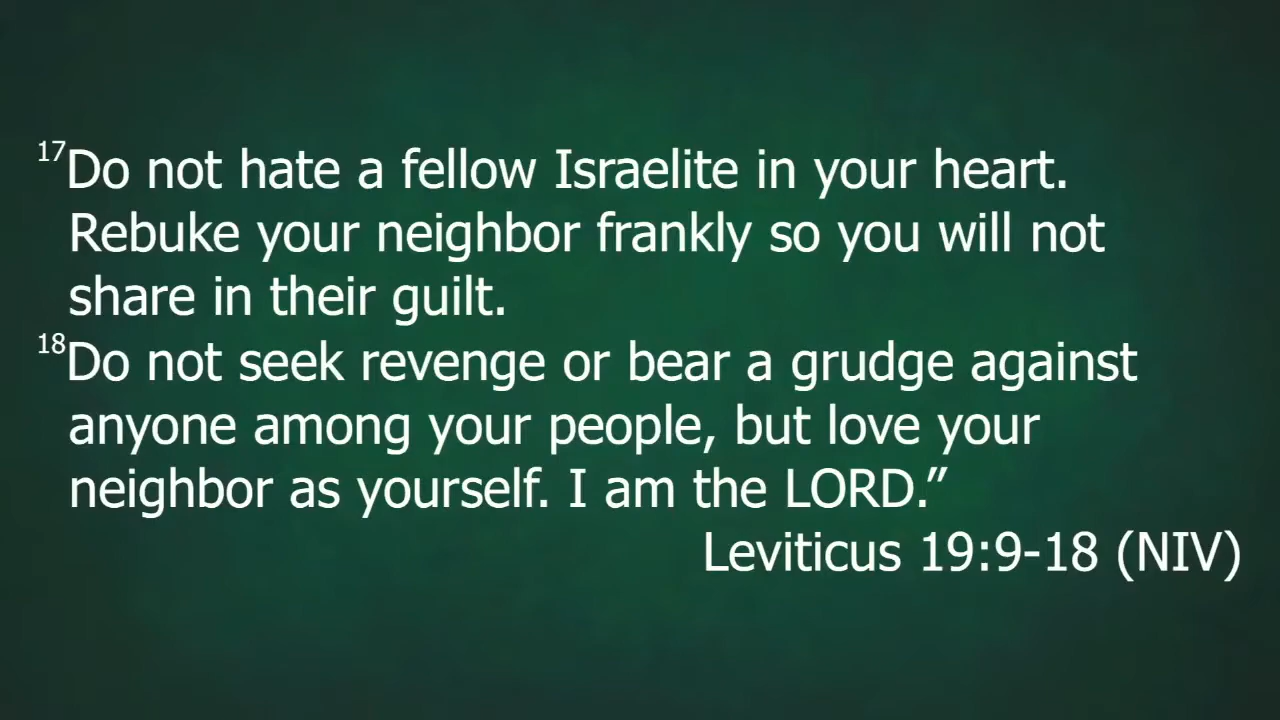 17Do not hate a fellow Israelite in your heart.
Rebuke your neighbor frankly so you will not
share in their guilt.
18Do not seek revenge or bear a grudge against
anyone among your people, but love your
neighbor as yourself. I am the LORD.”
Leviticus 19:9-18 (NIV)